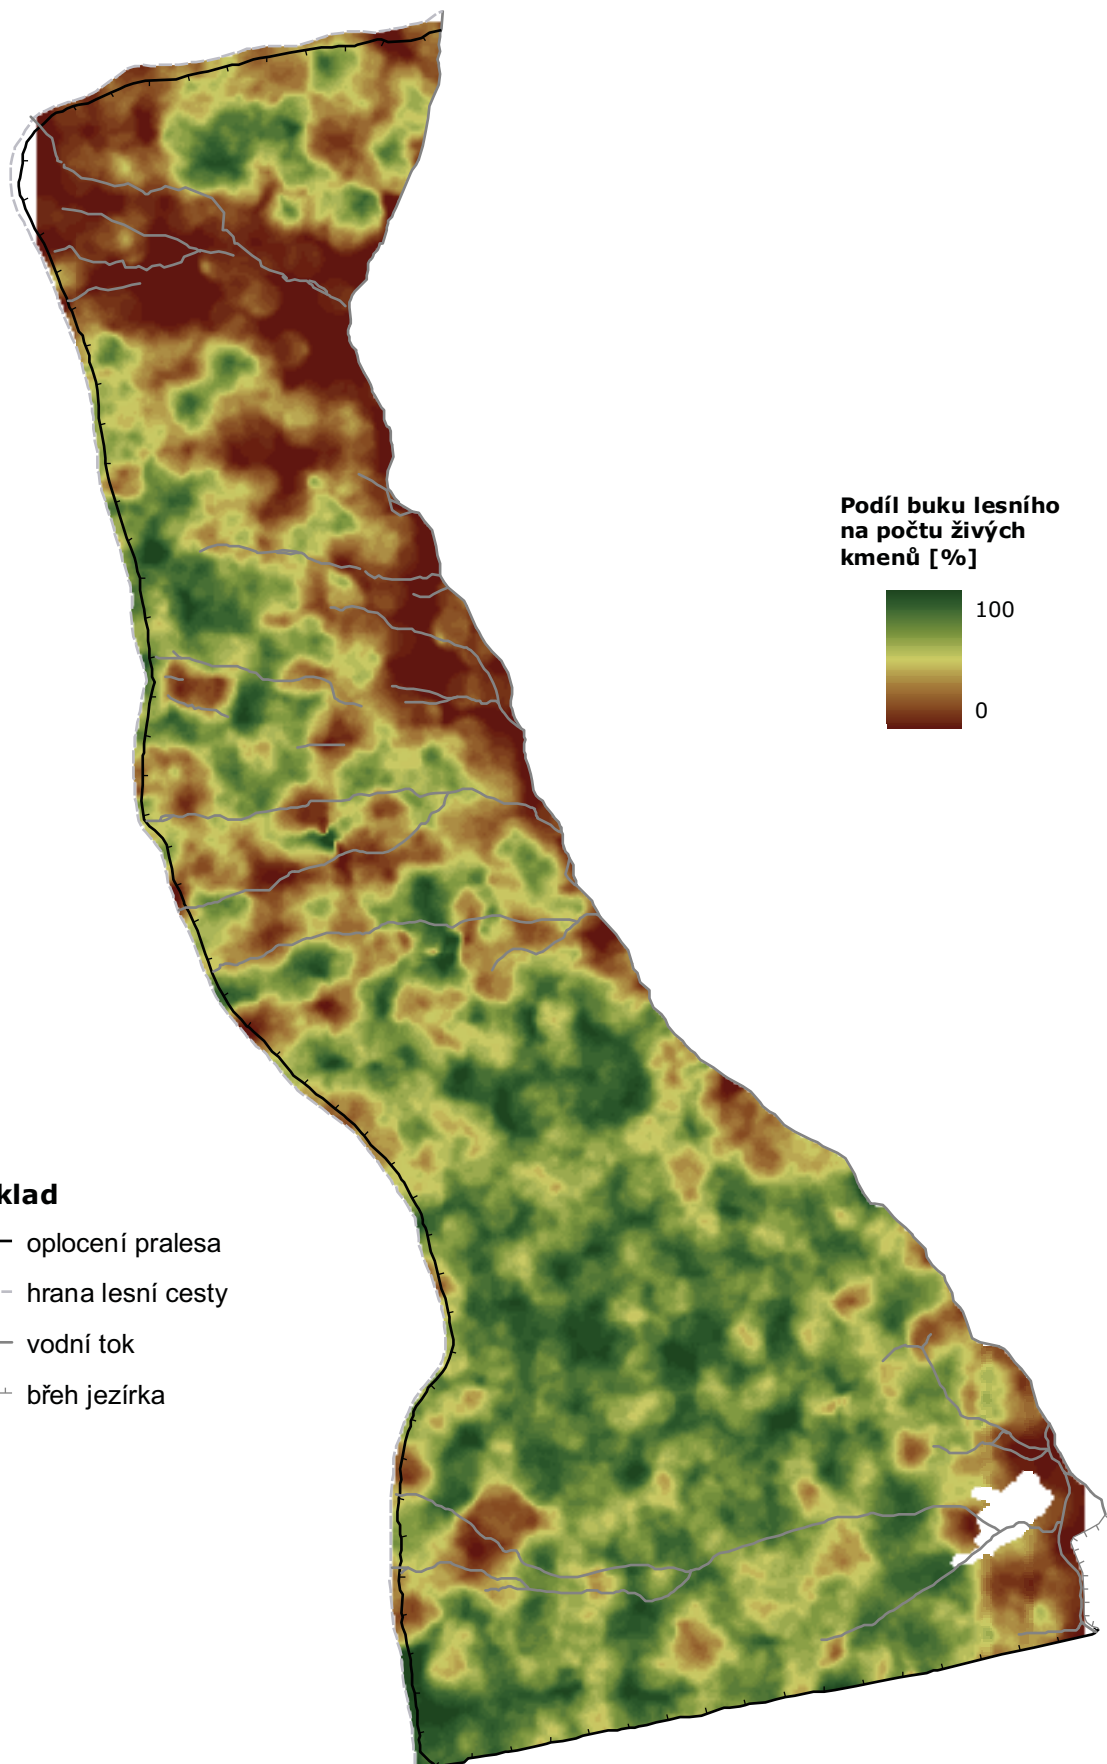 Podíl buku lesního
na počtu živých
kmenů [%]
100
0
klad
oplocení pralesa
hrana lesní cesty
vodní tok
břeh jezírka